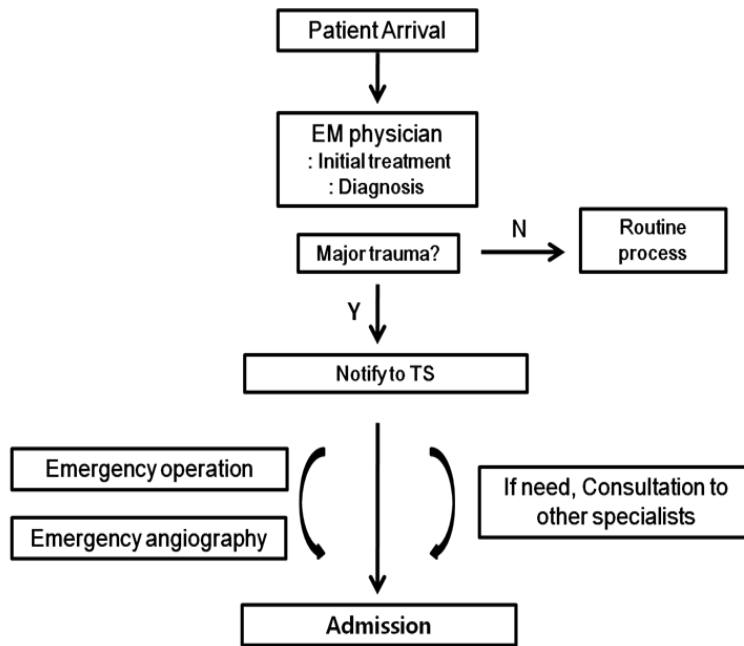 Patient Arrival
EM physician
: Initial treatment
: Diagnosis
Major trauma?
N
Routine
process
Y
Notify to TS
Emergency operation
Emergency angiography
If need, Consultation to
other specialists
Admission